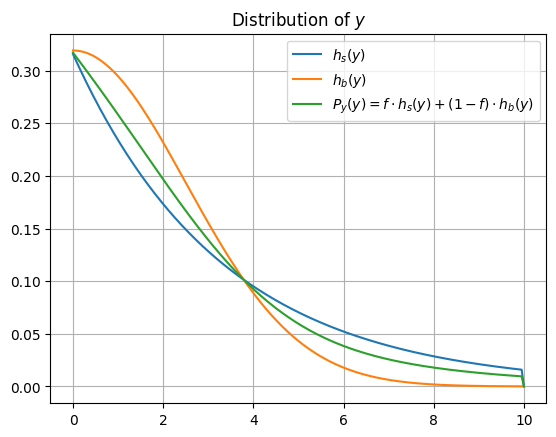 Distribution of y
h_s(y)
h_b(y)
P_y(y) = f · h_s(y) + (1 − f) · h_b(y)
0.30
0.25
0.20
0.15
0.10
0.05
0.00
0 2 4 6 8 10